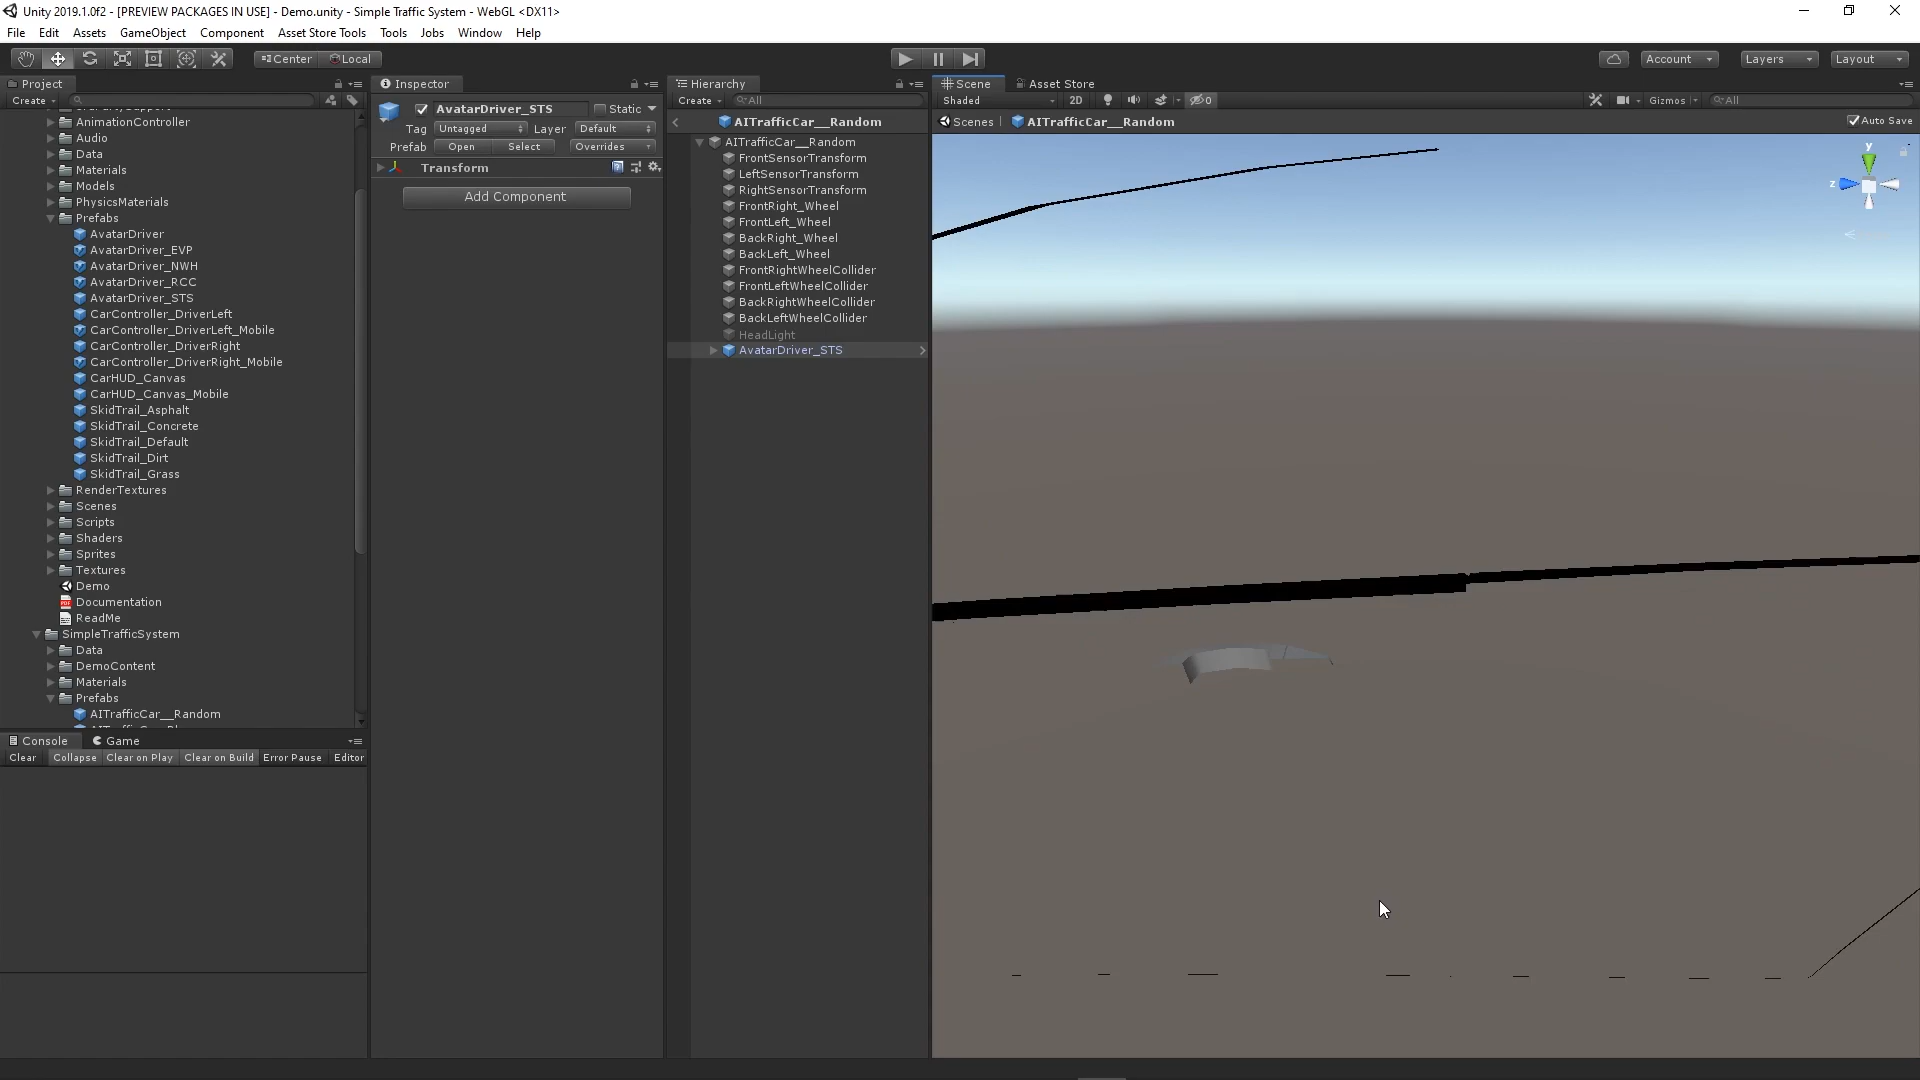 Unity 2019.1.0f2 - [PREVIEW PACKAGES IN USE] - Demo.unity - Simple Traffic System - WebGL <DX11>
File Edit Assets GameObject Component Asset Store Tools Tools Jobs Window Help
Center Local Account Layers Layout
Project Inspector Hierarchy Scene Asset Store
Create
AnimationController
Audio
Data
Materials
Models
PhysicsMaterials
Prefabs
AvatarDriver
AvatarDriver_EVP
AvatarDriver_NWH
AvatarDriver_RCC
AvatarDriver_STS
CarController_DriverLeft
CarController_DriverLeft_Mobile
CarController_DriverRight
CarController_DriverRight_Mobile
CarHUD_Canvas
CarHUD_Canvas_Mobile
SkidTrail_Asphalt
SkidTrail_Concrete
SkidTrail_Default
SkidTrail_Dirt
SkidTrail_Grass
RenderTextures
Scenes
Scripts
Shaders
Sprites
Textures
Demo
Documentation
ReadMe
SimpleTrafficSystem
Data
DemoContent
Materials
Prefabs
AITrafficCar__Random
AvatarDriver_STS Static
Tag Untagged Layer Default
Prefab Open Select Overrides
Transform
Add Component
Create All
AITrafficCar__Random
AITrafficCar__Random
FrontSensorTransform
LeftSensorTransform
RightSensorTransform
FrontRight_Wheel
FrontLeft_Wheel
BackRight_Wheel
BackLeft_Wheel
FrontRightWheelCollider
FrontLeftWheelCollider
BackRightWheelCollider
BackLeftWheelCollider
HeadLight
AvatarDriver_STS
Shaded 2D 0 Gizmos All
Scenes AITrafficCar__Random Auto Save
y
z
Console Game
Clear Collapse Clear on Play Clear on Build Error Pause Editor